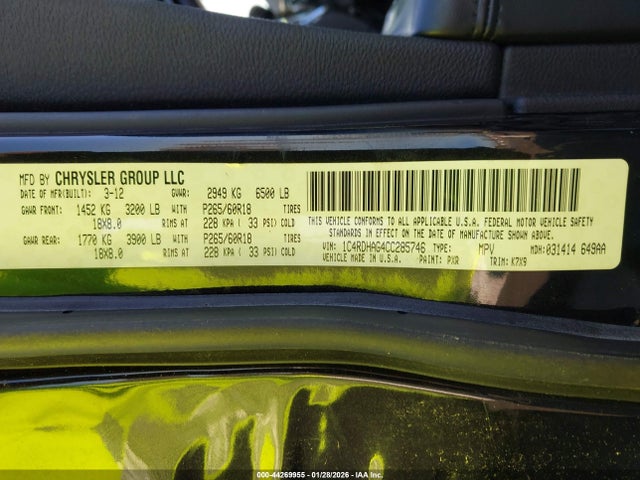 MFD BY CHRYSLER GROUP LLC
DATE OF MFR(BUILT): 3-12 GVWR: 2949 KG 6500 LB
GAWR FRONT: 1452 KG 3200 LB WITH P265/60R18 TIRES
18X8.0 RIMS AT 228 KPA ( 33 PSI) COLD
GAWR REAR: 1770 KG 3900 LB WITH P265/60R18 TIRES
18X8.0 RIMS AT 228 KPA ( 33 PSI) COLD
THIS VEHICLE CONFORMS TO ALL APPLICABLE U.S.A. FEDERAL MOTOR VEHICLE SAFETY
STANDARDS IN EFFECT ON THE DATE OF MANUFACTURE SHOWN ABOVE.
VIN: 1C4RDHAG4CC285746 TYPE: MPV MDH: 031414 649AA
VEHICLE MADE IN U.S.A. PAINT: PXR TRIM: K7X9
000-44269955 - 01/28/2026 - IAAI.COM